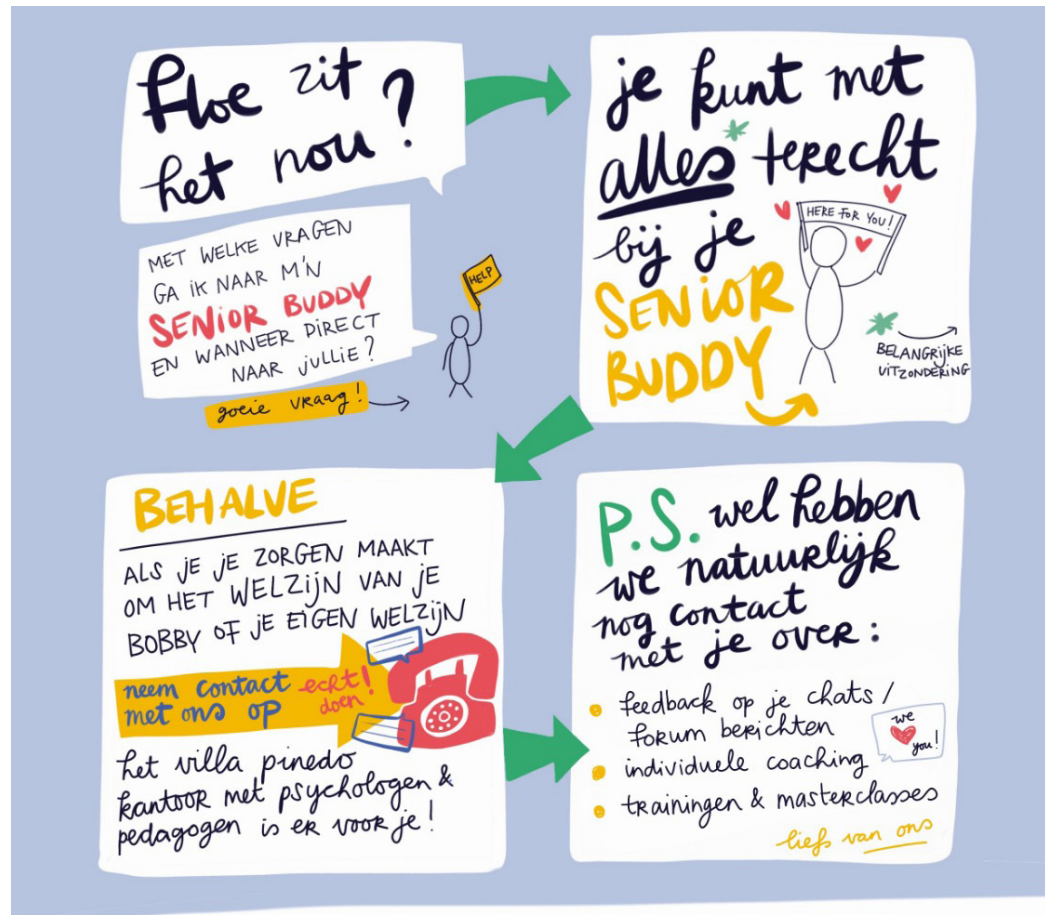 Hoe zit
het nou?
MET WELKE VRAGEN
GA iK NAAR M'N
SENIOR BUDDY
EN WANNEER DIRECT
NAAR jULLiE?
goeie vraag!
HELP
je kunt met
alles* terecht
bij je
SENiOR
BUDDY
HERE FOR YOU!
* BELANGRijKE
UiTZONDERiNG
BEHALVE
ALS jE jE ZORGEN MAAKT
OM HET WELZijN VAN jE
BOBBY OF jE EiGEN WELZijN
neem contact
met ons op
echt!
doen
het villa pinedo
kantoor met psychologen &
pedagogen is er voor je!
P.S. wel hebben
we natuurlijk
nog contact
met je over:
• feedback op je chats /
forum berichten
• individuele coaching
• trainingen & masterclasses
we
you!
liefs van ons